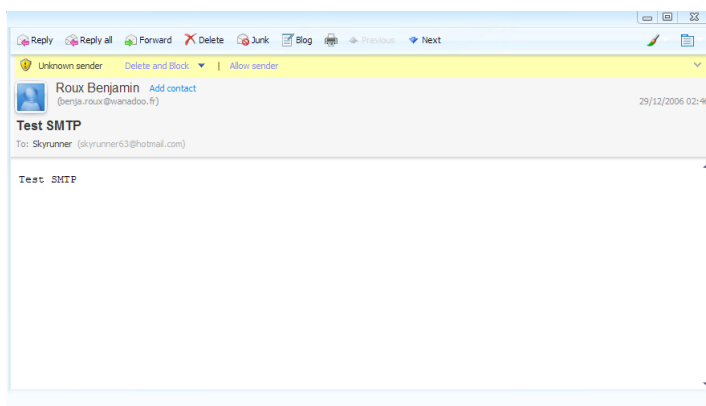 Reply Reply all Forward Delete Junk Blog Previous Next
Unknown sender Delete and Block | Allow sender
Roux Benjamin Add contact
(benja.roux@wanadoo.fr)
29/12/2006 02:4
Test SMTP
To: Skyrunner (skyrunner63@hotmail.com)
Test SMTP